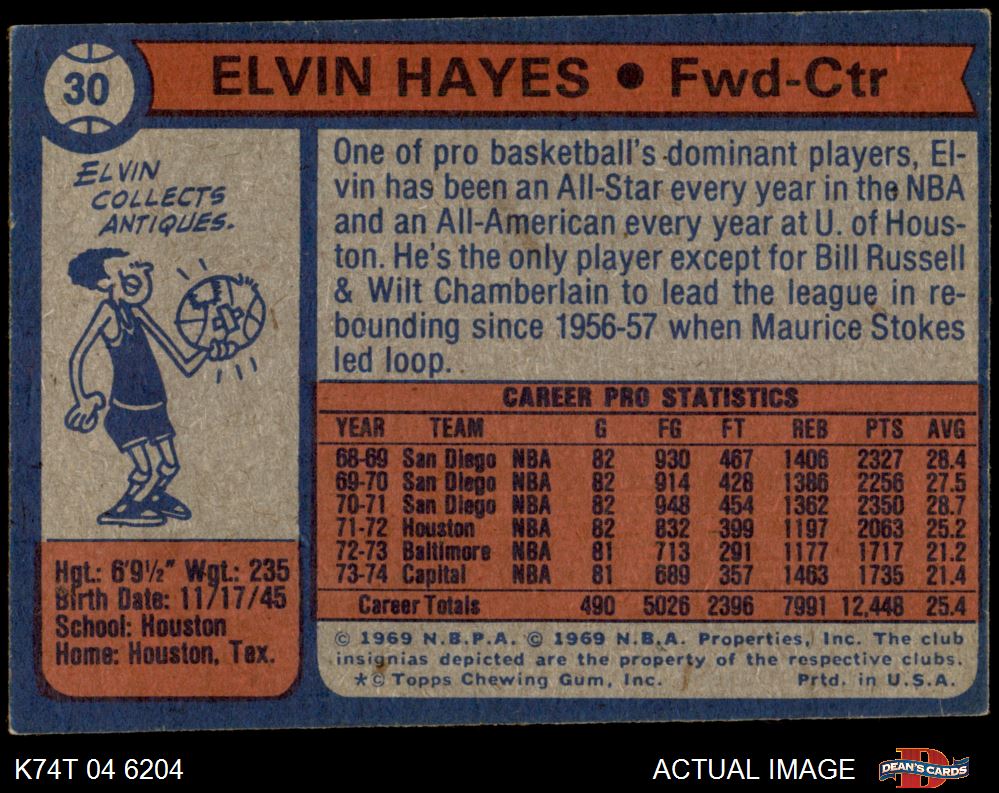 30
ELVIN HAYES ● Fwd-Ctr
ELVIN
COLLECTS
ANTIQUES.
One of pro basketball's dominant players, El-
vin has been an All-Star every year in the NBA
and an All-American every year at U. of Hous-
ton. He's the only player except for Bill Russell
& Wilt Chamberlain to lead the league in re-
bounding since 1956-57 when Maurice Stokes
led loop.
CAREER PRO STATISTICS
YEAR TEAM G FG FT REB PTS AVG
68-69 San Diego NBA 82 930 467 1406 2327 28.4
69-70 San Diego NBA 82 914 428 1386 2256 27.5
70-71 San Diego NBA 82 948 454 1362 2350 28.7
71-72 Houston NBA 82 832 399 1197 2063 25.2
72-73 Baltimore NBA 81 713 291 1177 1717 21.2
73-74 Capital NBA 81 689 357 1463 1735 21.4
Career Totals 490 5026 2396 7991 12,448 25.4
Hgt.: 6'9½" Wgt.: 235
Birth Date: 11/17/45
School: Houston
Home: Houston, Tex.
© 1969 N.B.P.A. © 1969 N.B.A. Properties, Inc. The club
insignias depicted are the property of the respective clubs.
*© Topps Chewing Gum, Inc. Prtd. in U.S.A.
K74T 04 6204
ACTUAL IMAGE
D
DEAN'S CARDS